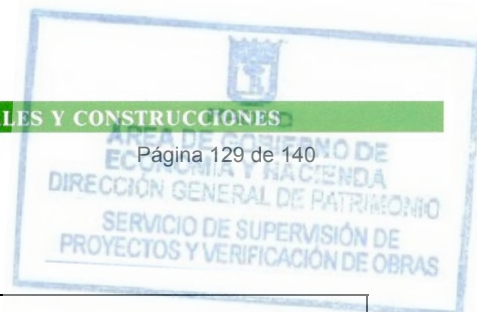 LES Y CONSTRUCCIONES
ÁREA DE GOBIERNO DE
Página 129 de 140
ECONOMÍA Y HACIENDA
DIRECCIÓN GENERAL DE PATRIMONIO
SERVICIO DE SUPERVISIÓN DE
PROYECTOS Y VERIFICACIÓN DE OBRAS